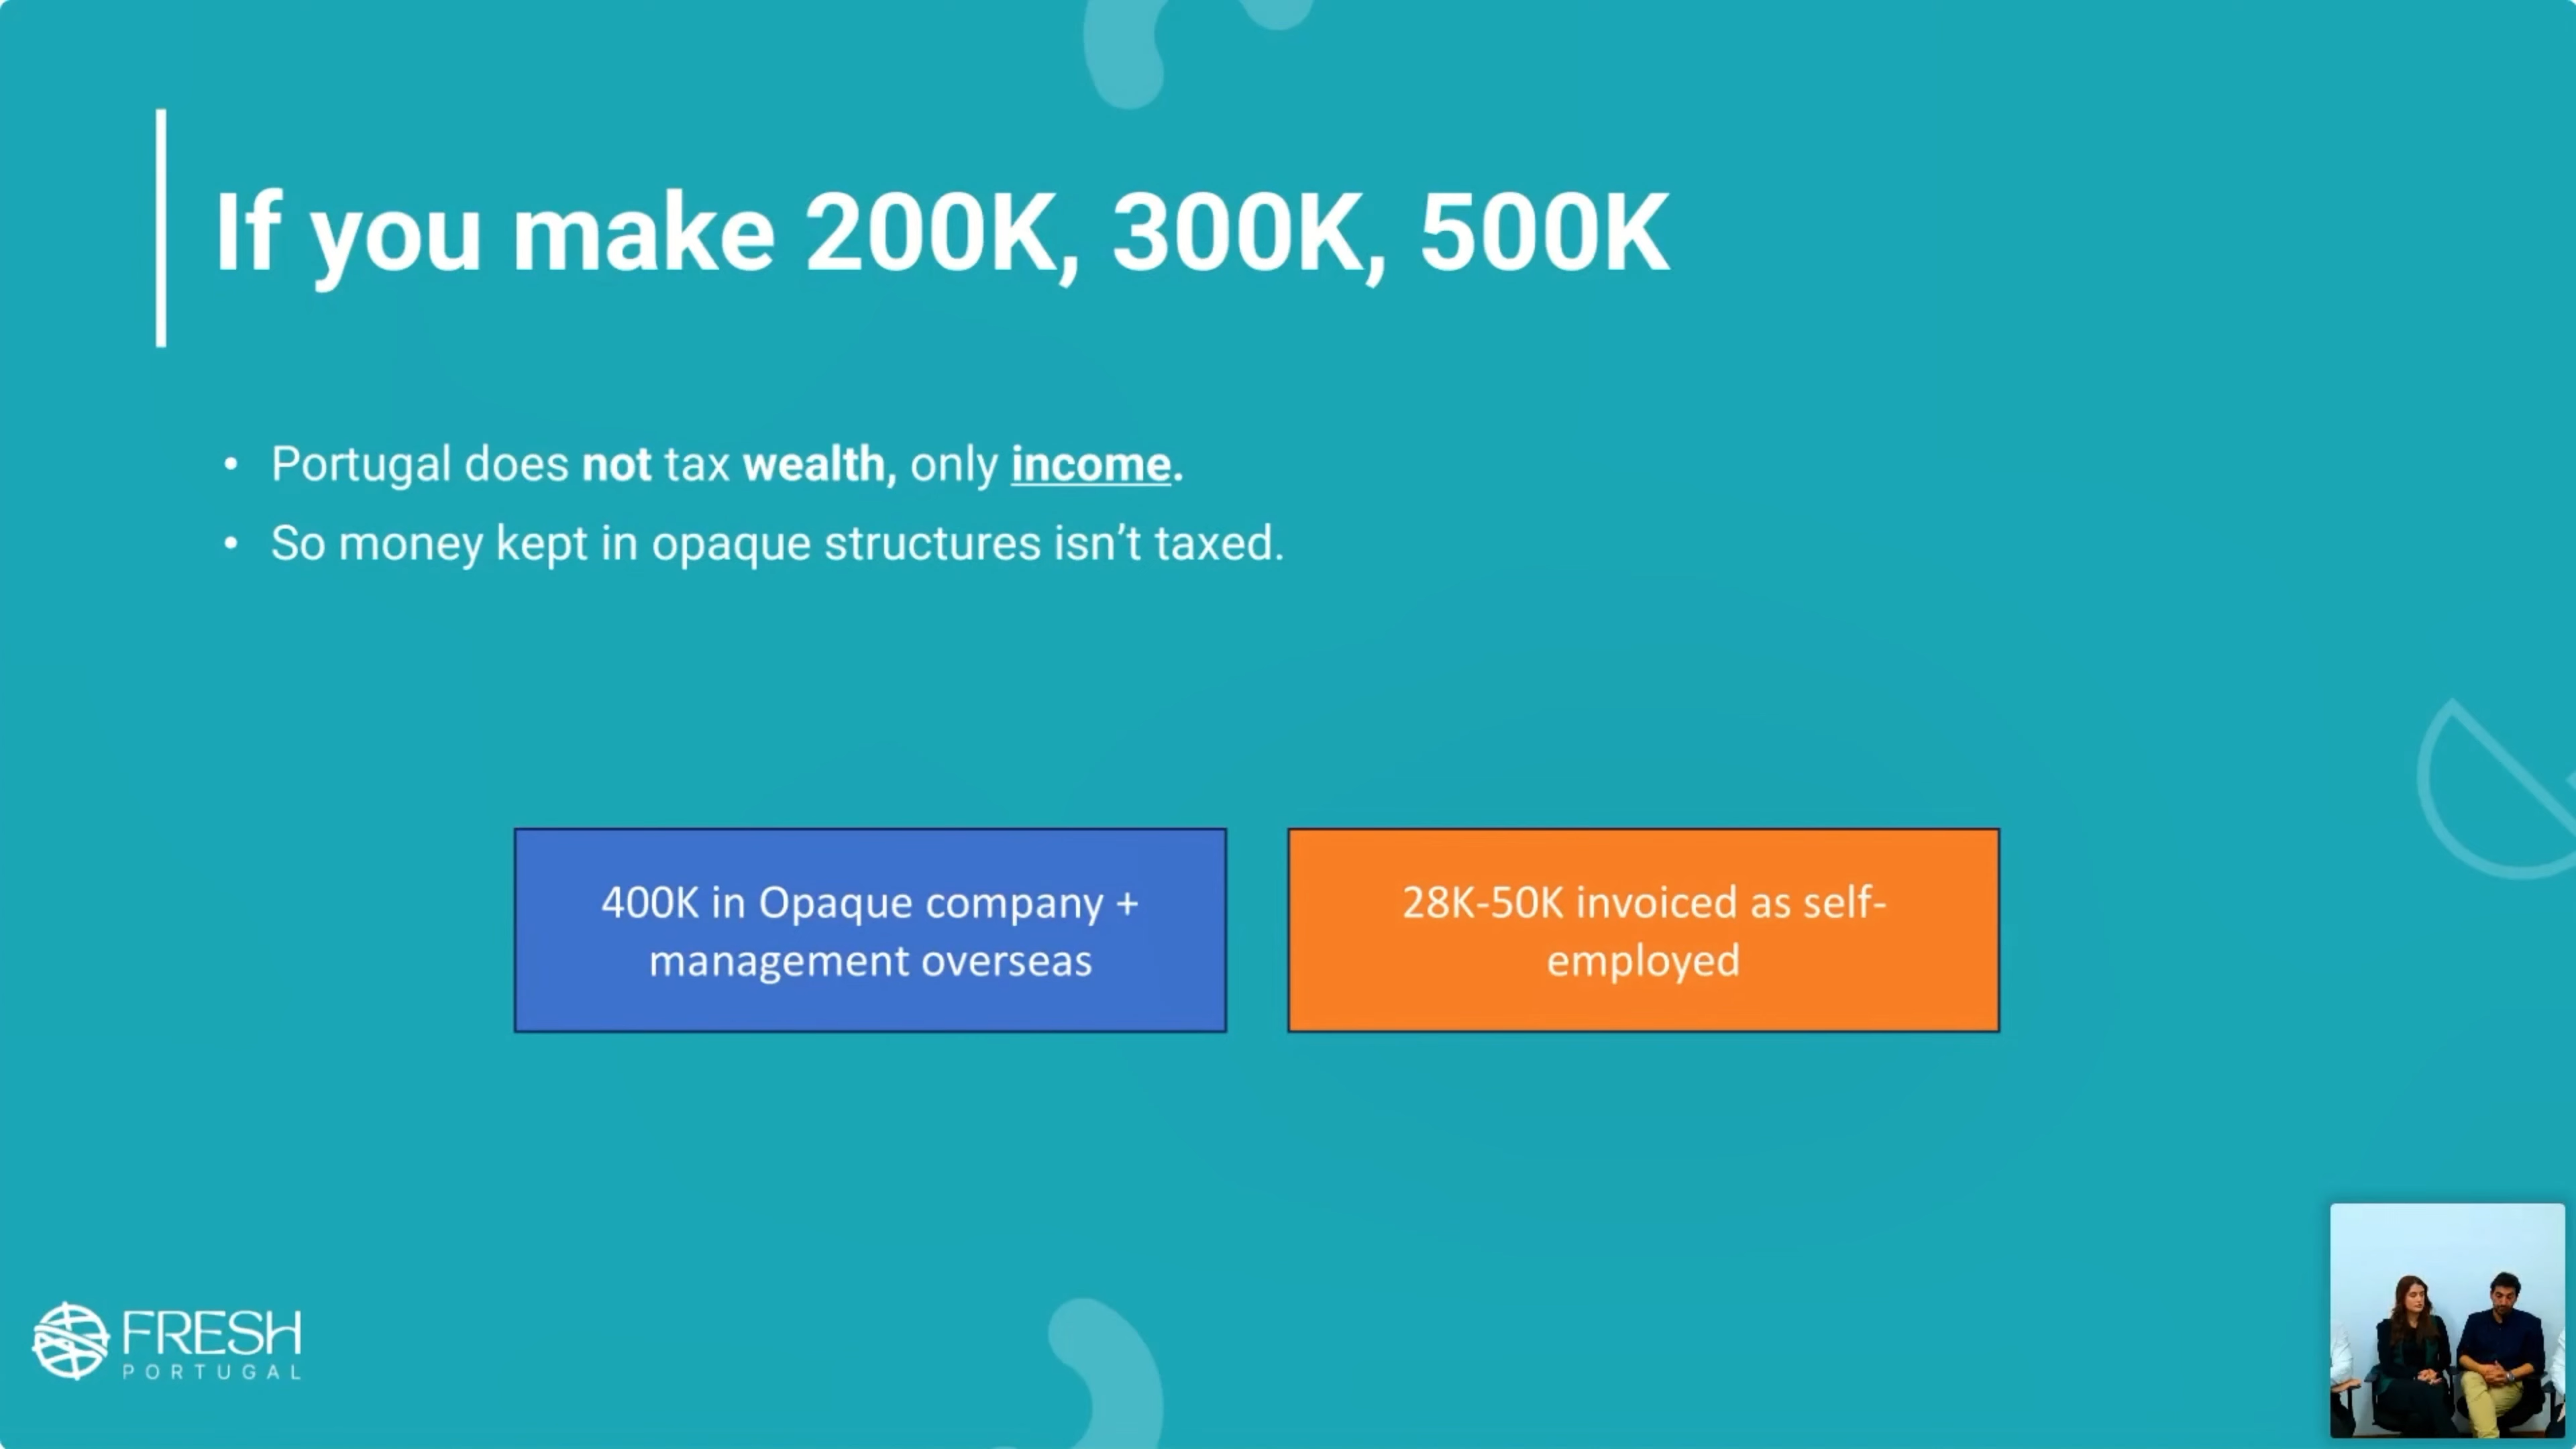 If you make 200K, 300K, 500K
• Portugal does not tax wealth, only income.
• So money kept in opaque structures isn’t taxed.
400K in Opaque company +
management overseas
28K-50K invoiced as self-
employed
FRESH
PORTUGAL